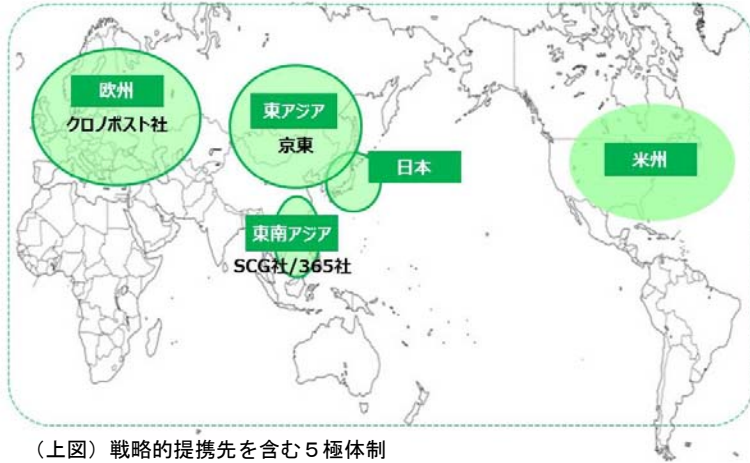 欧州
クロノポスト社
東アジア
京東
日本
米州
東南アジア
SCG社/365社
（上図）戦略的提携先を含む５極体制